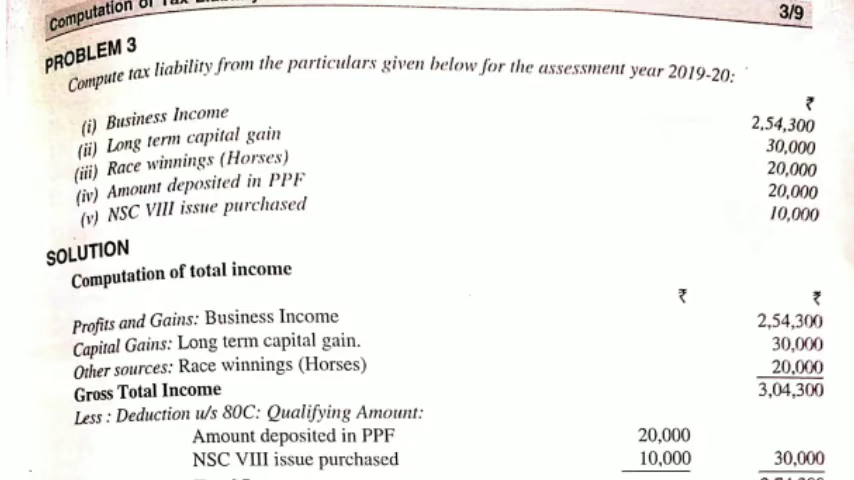 Computation of Tax 3/9
PROBLEM 3
Compute tax liability from the particulars given below for the assessment year 2019-20:
₹
(i) Business Income 2,54,300
(ii) Long term capital gain 30,000
(iii) Race winnings (Horses) 20,000
(iv) Amount deposited in PPF 20,000
(v) NSC VIII issue purchased 10,000
SOLUTION
Computation of total income
₹ ₹
Profits and Gains: Business Income 2,54,300
Capital Gains: Long term capital gain. 30,000
Other sources: Race winnings (Horses) 20,000
Gross Total Income 3,04,300
Less : Deduction u/s 80C: Qualifying Amount:
Amount deposited in PPF 20,000
NSC VIII issue purchased 10,000 30,000